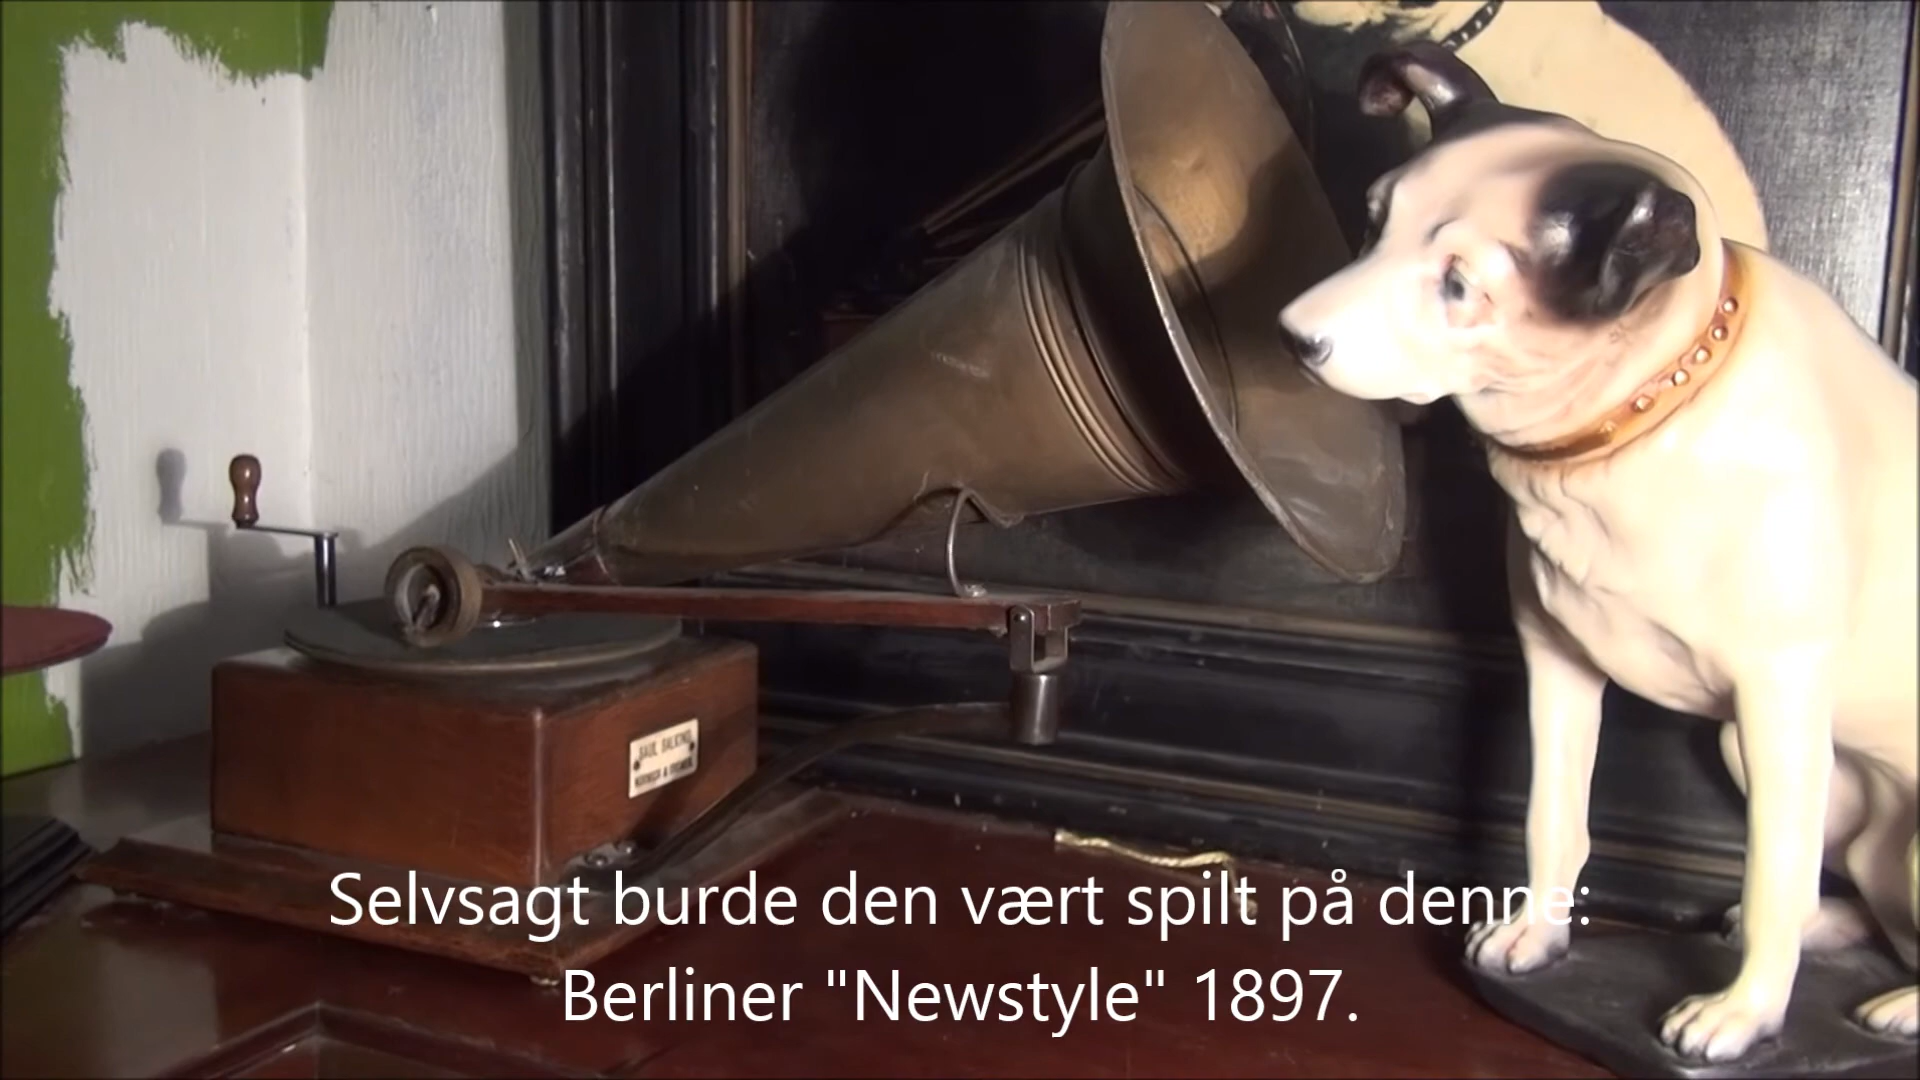 Selvsagt burde den vært spilt på denne:
Berliner "Newstyle" 1897.